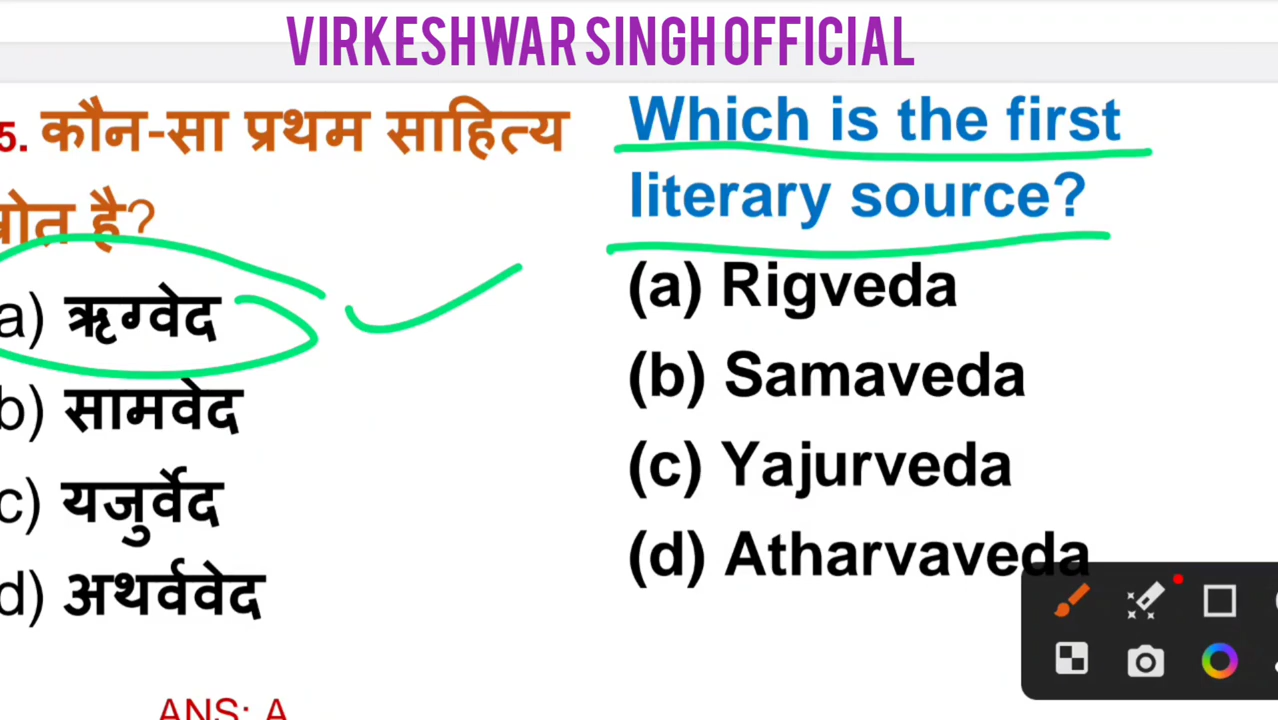 VIRKESHWAR SINGH OFFICIAL
5. कौन-सा प्रथम साहित्य
स्रोत है?
a) ऋग्वेद
b) सामवेद
c) यजुर्वेद
d) अथर्ववेद
ANS: A
Which is the first
literary source?
(a) Rigveda
(b) Samaveda
(c) Yajurveda
(d) Atharvaveda